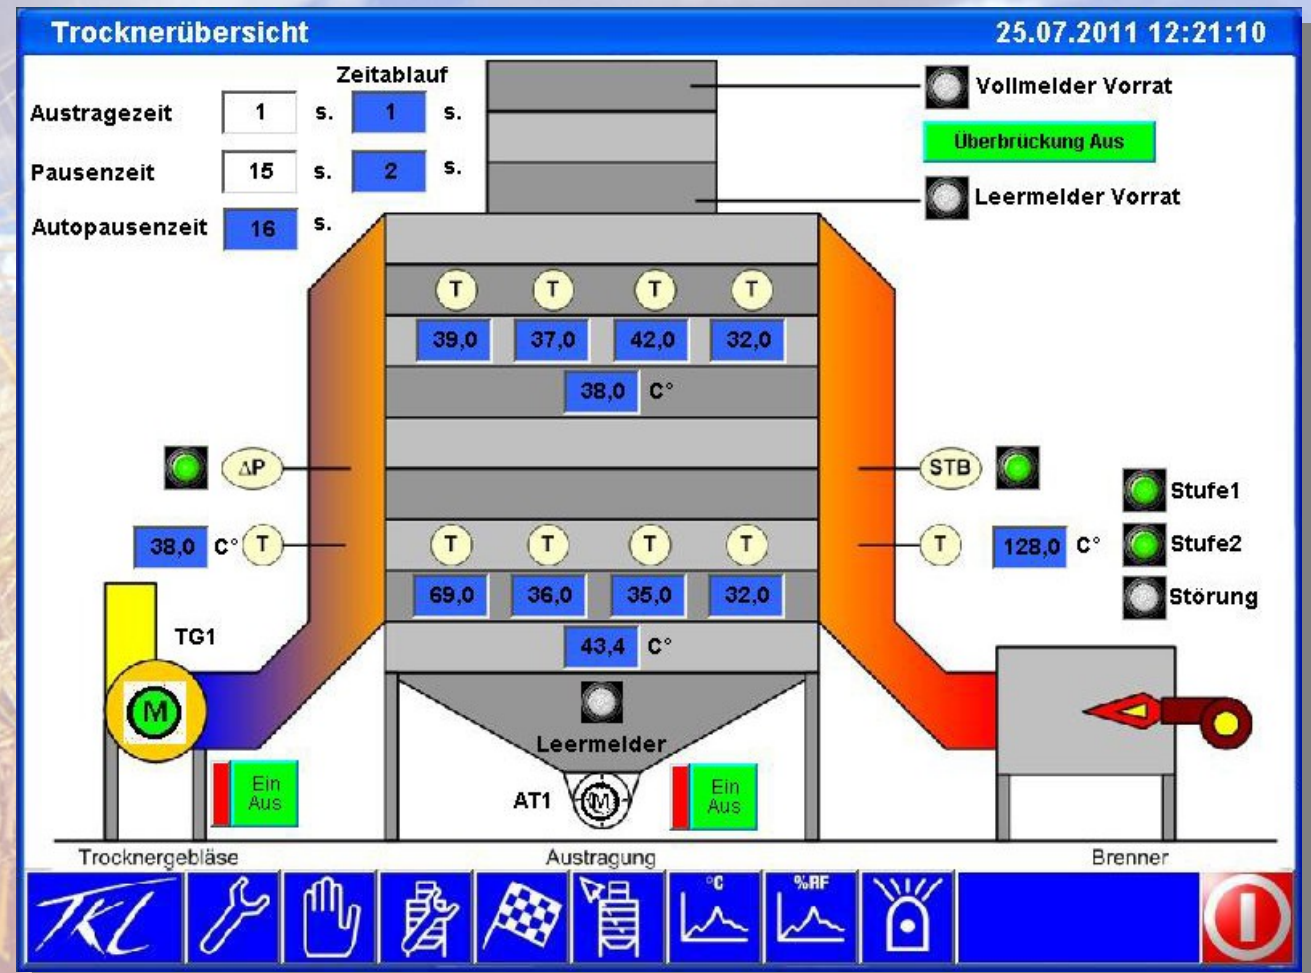 Trocknerübersicht 25.07.2011 12:21:10
Zeitablauf
Austragezeit 1 s. 1 s.
Pausenzeit 15 s. 2 s.
Autopausenzeit 16 s.
Vollmelder Vorrat
Überbrückung Aus
Leermelder Vorrat
T T T T
39,0 37,0 42,0 32,0
38,0 C°
ΔP STB
Stufe1
38,0 C° T T T T T T 128,0 C° Stufe2
69,0 36,0 35,0 32,0 Störung
TG1
43,4 C°
M
Leermelder
Ein
Aus
AT1 M
Ein
Aus
Trocknergebläse Austragung Brenner
TKL °C %RF